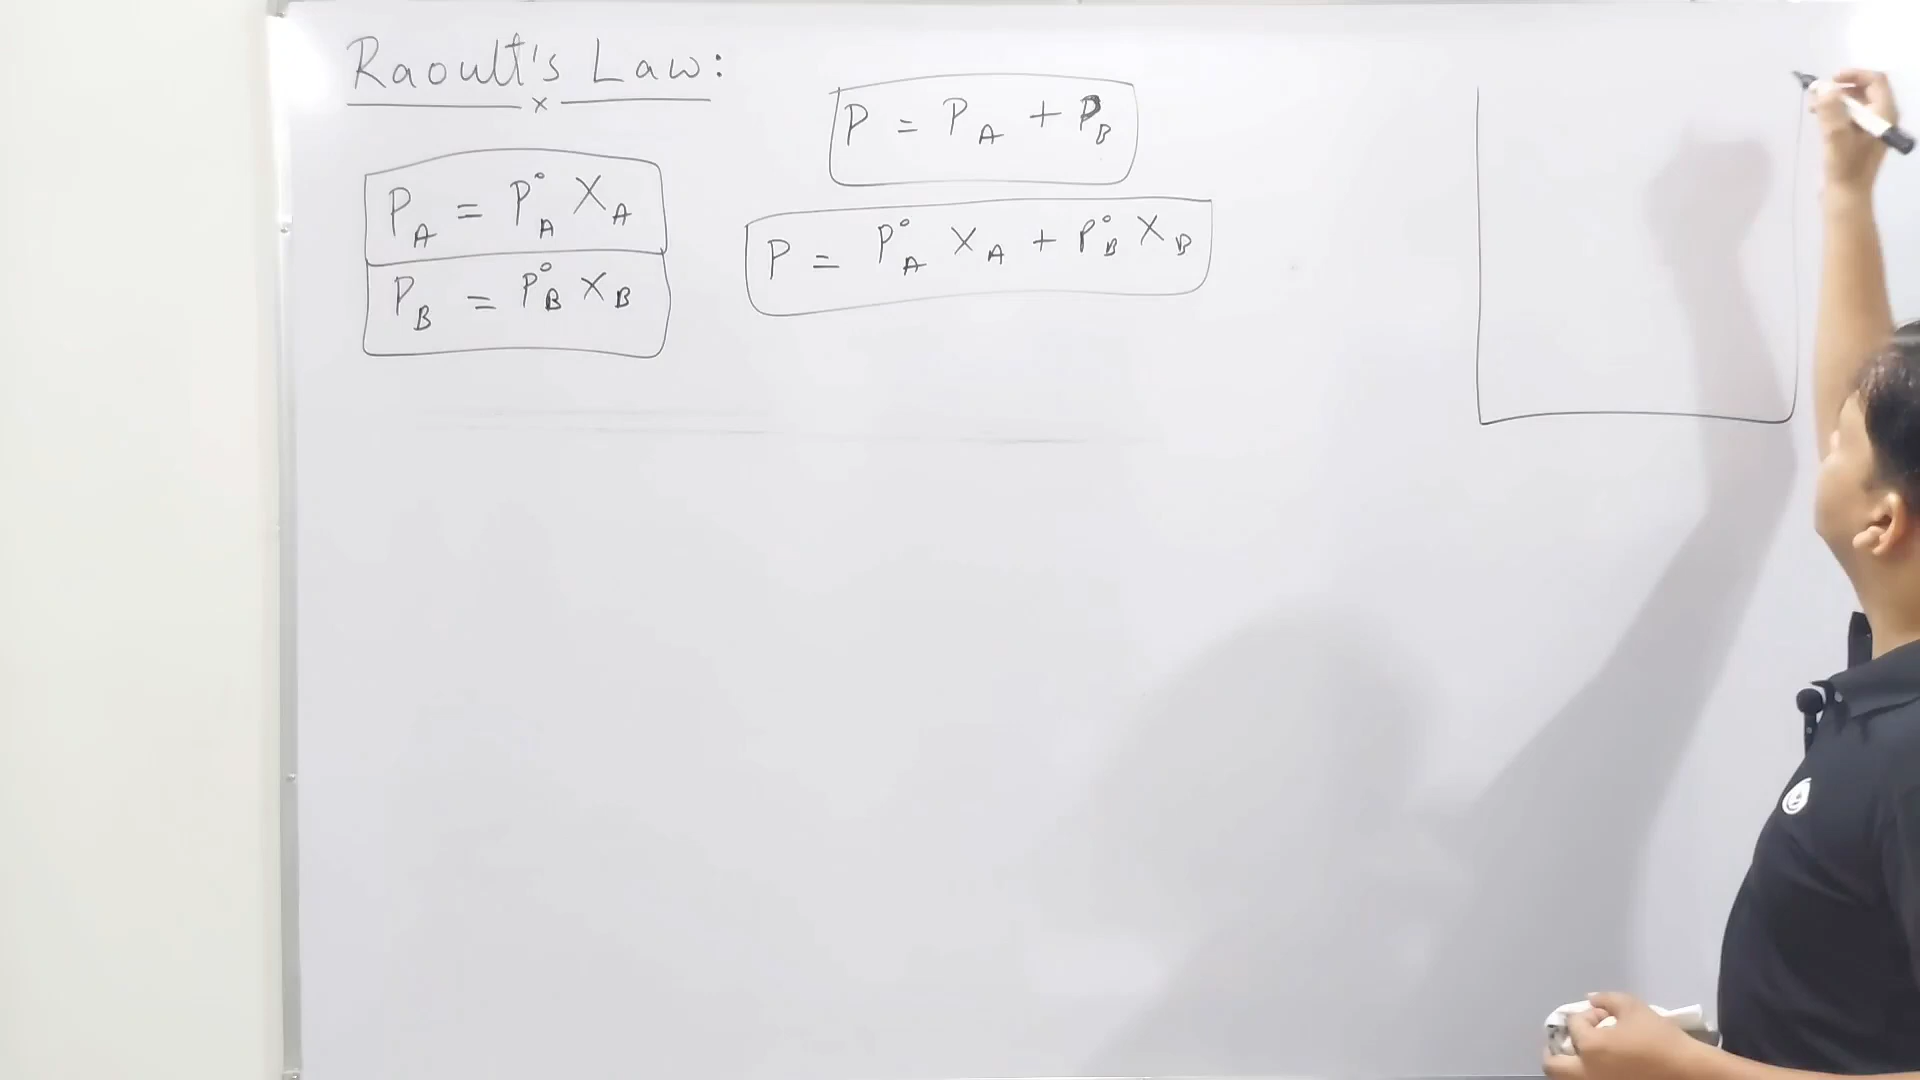 Raoult's Law:
x
P_A = P°_A X_A
P_B = P°_B X_B
P = P_A + P_B
P = P°_A X_A + P°_B X_B